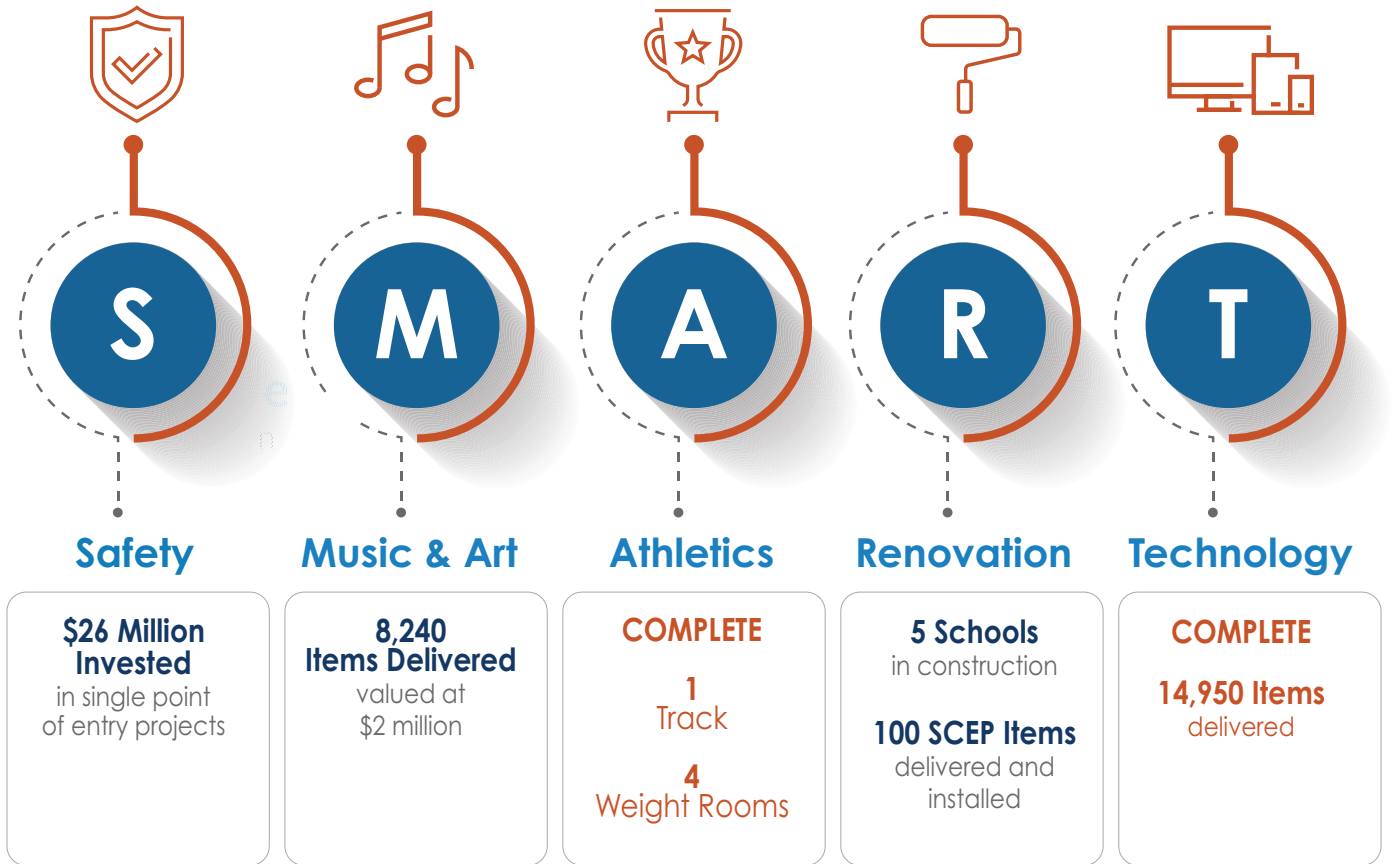 S
M
A
R
T
e
n
Safety
Music & Art
Athletics
Renovation
Technology
$26 Million
Invested
in single point
of entry projects
8,240
Items Delivered
valued at
$2 million
COMPLETE
1
Track
4
Weight Rooms
5 Schools
in construction
100 SCEP Items
delivered and
installed
COMPLETE
14,950 Items
delivered